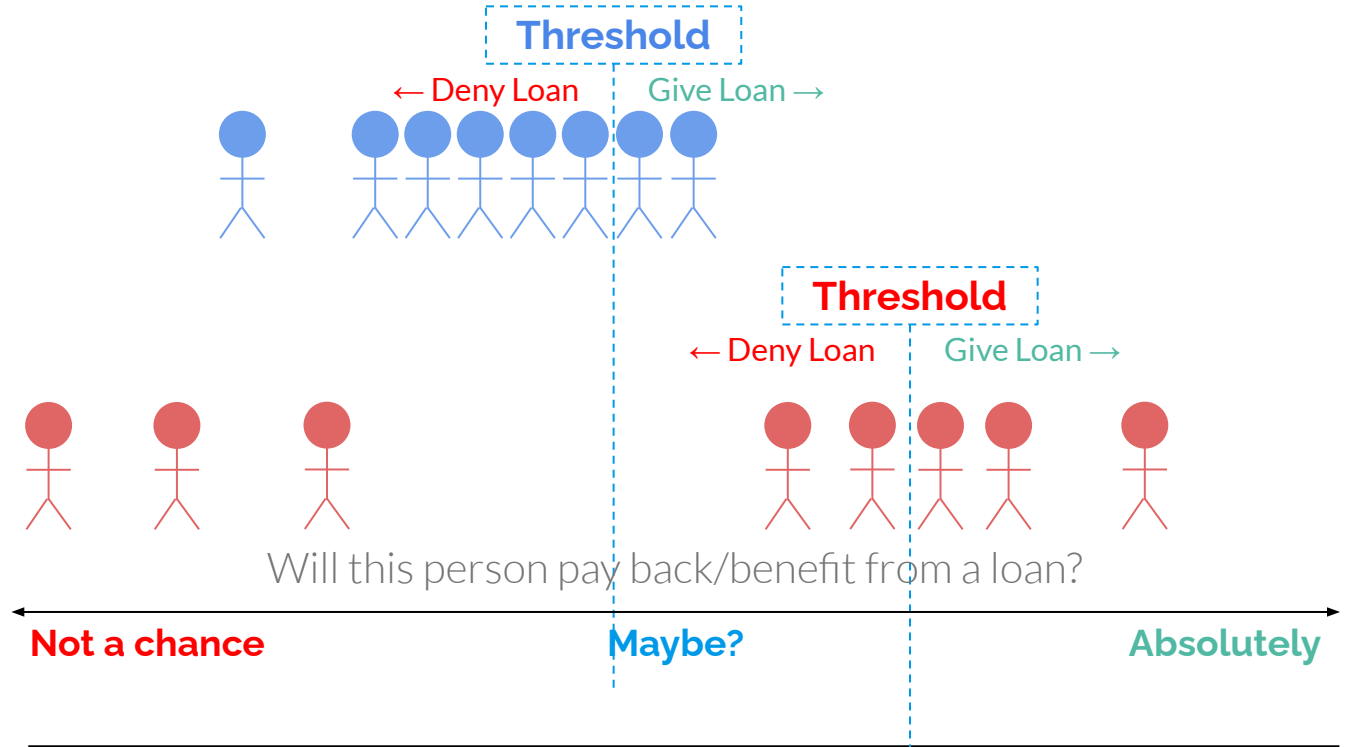 Threshold
← Deny Loan
Give Loan →
Threshold
← Deny Loan
Give Loan →
Will this person pay back/benefit from a loan?
Not a chance
Maybe?
Absolutely